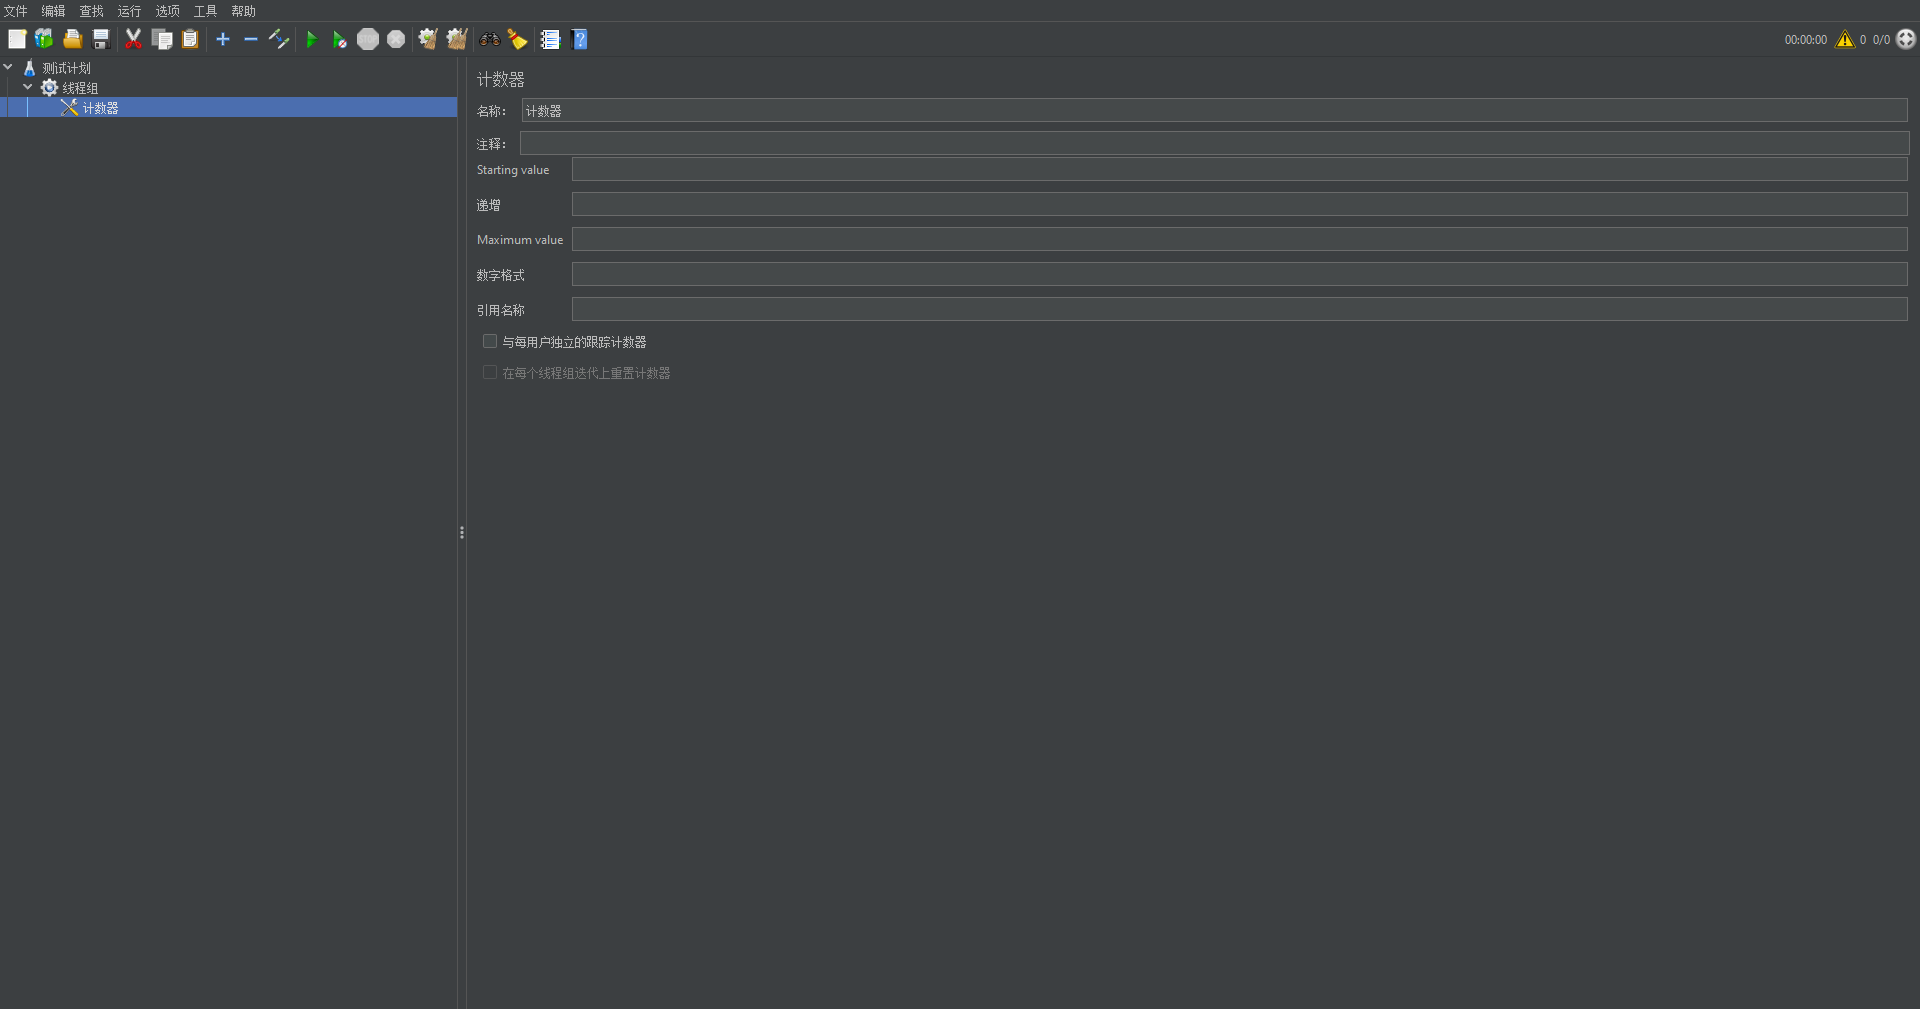 文件 编辑 查找 运行 选项 工具 帮助
00:00:00 0 0/0
测试计划
线程组
计数器
计数器
名称： 计数器
注释：
Starting value
递增
Maximum value
数字格式
引用名称
与每用户独立的跟踪计数器
在每个线程组迭代上重置计数器